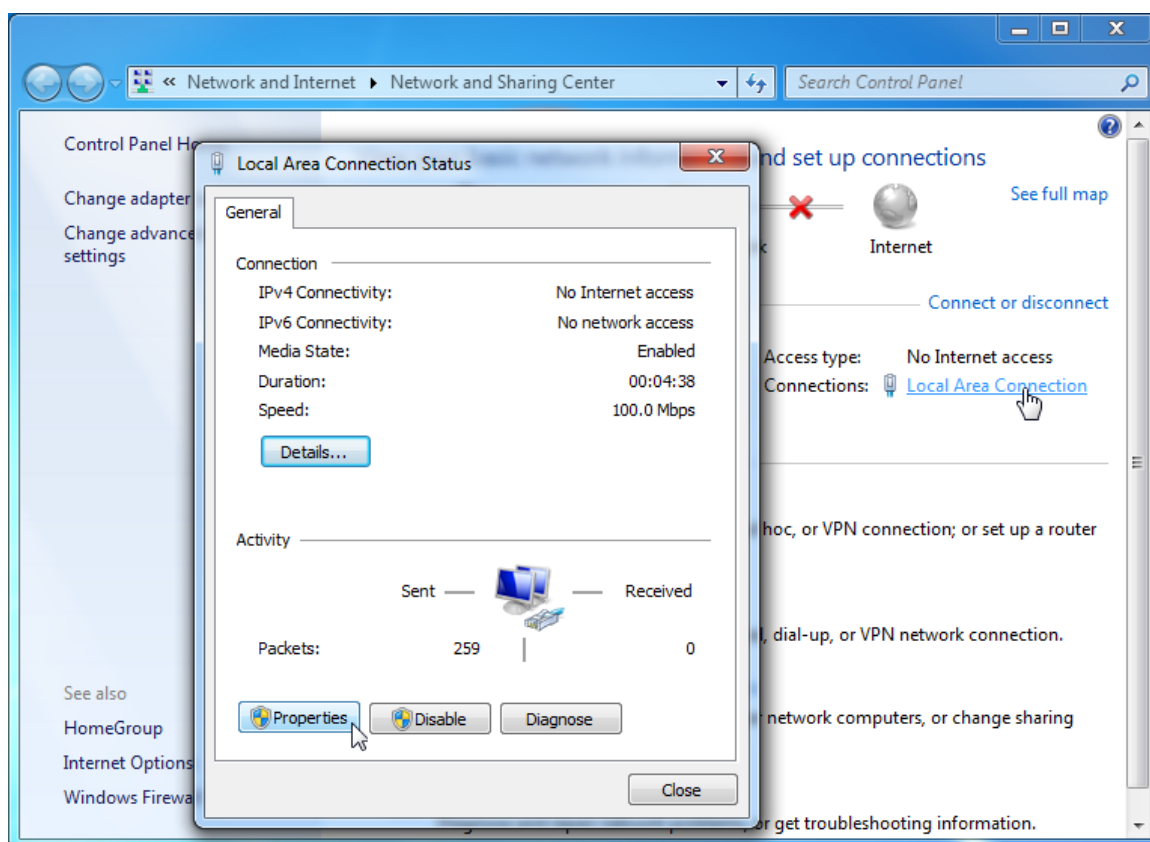 « Network and Internet ▸ Network and Sharing Center
Search Control Panel
Control Panel
Change adapter
Change advance
settings
See also
HomeGroup
Internet Options
Windows Firewa
Local Area Connection Status
General
Connection
IPv4 Connectivity: No Internet access
IPv6 Connectivity: No network access
Media State: Enabled
Duration: 00:04:38
Speed: 100.0 Mbps
Details...
Activity
Sent Received
Packets: 259 0
Properties Disable Diagnose
Close
nd set up connections
See full map
Internet
Connect or disconnect
Access type: No Internet access
Connections: Local Area Connection
hoc, or VPN connection; or set up a router
dial-up, or VPN network connection.
network computers, or change sharing
or get troubleshooting information.